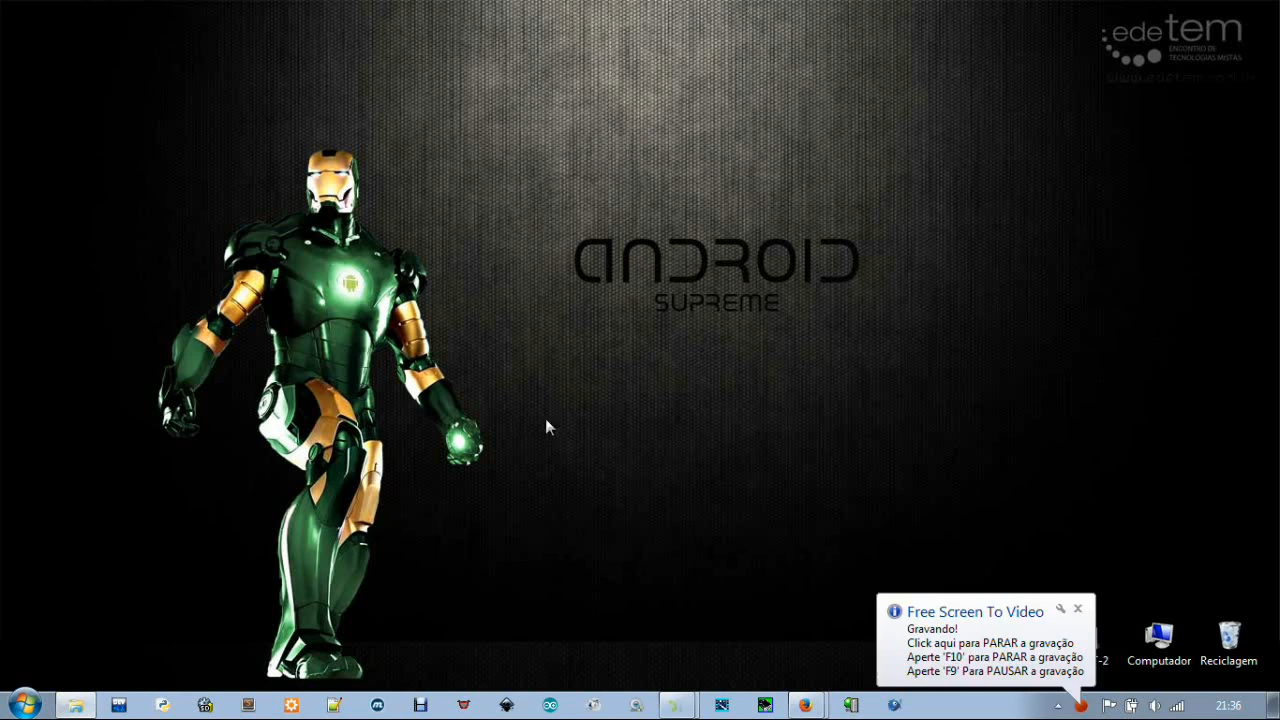 edetem
ENCONTRO DE
TECNOLOGIAS MISTAS
ANDROID
SUPREME
Free Screen To Video
Gravando!
Click aqui para PARAR a gravação
Aperte 'F10' para PARAR a gravação
Aperte 'F9' Para PAUSAR a gravação
-2
Computador
Reciclagem
21:36